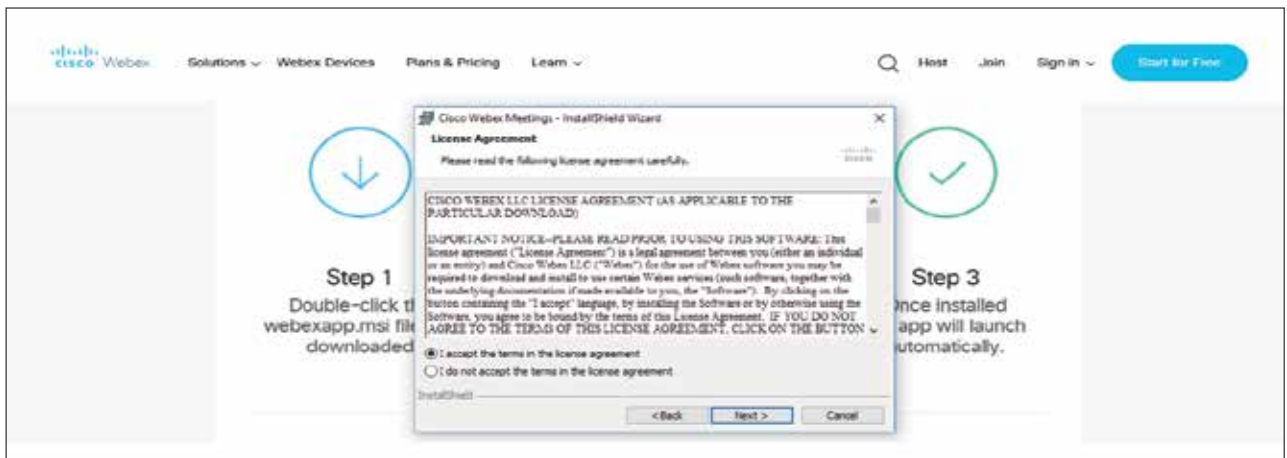 CISCO Webex
Solutions Webex Devices Plans & Pricing Learn Host Join Sign in Start for Free
Cisco Webex Meetings - InstallShield Wizard
License Agreement
Please read the following license agreement carefully.
CISCO
CISCO WEBEX LLC LICENSE AGREEMENT (AS APPLICABLE TO THE
PARTICULAR DOWNLOAD)
IMPORTANT NOTICE--PLEASE READ PRIOR TO USING THIS SOFTWARE: This
license agreement ("License Agreement") is a legal agreement between you (either an individual
or an entity) and Cisco Webex LLC ("Webex") for the use of Webex software you may be
required to download and install to use certain Webex services (such software, together with
the underlying documentation if made available to you, the "Software"). By clicking on the
button containing the "I accept" language, by installing the Software or by otherwise using the
Software, you agree to be bound by the terms of this License Agreement. IF YOU DO NOT
AGREE TO THE TERMS OF THIS LICENSE AGREEMENT, CLICK ON THE BUTTON
I accept the terms in the license agreement
I do not accept the terms in the license agreement
InstallShield
< Back Next > Cancel
Step 1
Double-click t
webexapp.msi file
downloaded
Step 3
Once installed
app will launch
utomatically.